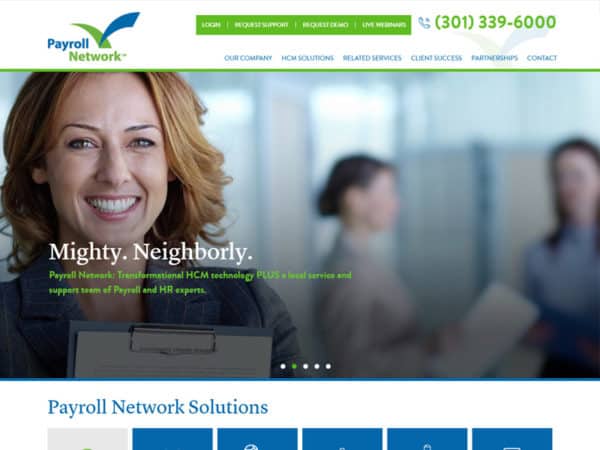 Payroll
Network
LOGIN | REQUEST SUPPORT | REQUEST DEMO | LIVE WEBINARS
(301) 339-6000
OUR COMPANY HCM SOLUTIONS RELATED SERVICES CLIENT SUCCESS PARTNERSHIPS CONTACT
Mighty. Neighborly.
Payroll Network: Transformational HCM technology PLUS a local service and
support team of Payroll and HR experts.
Payroll Network Solutions